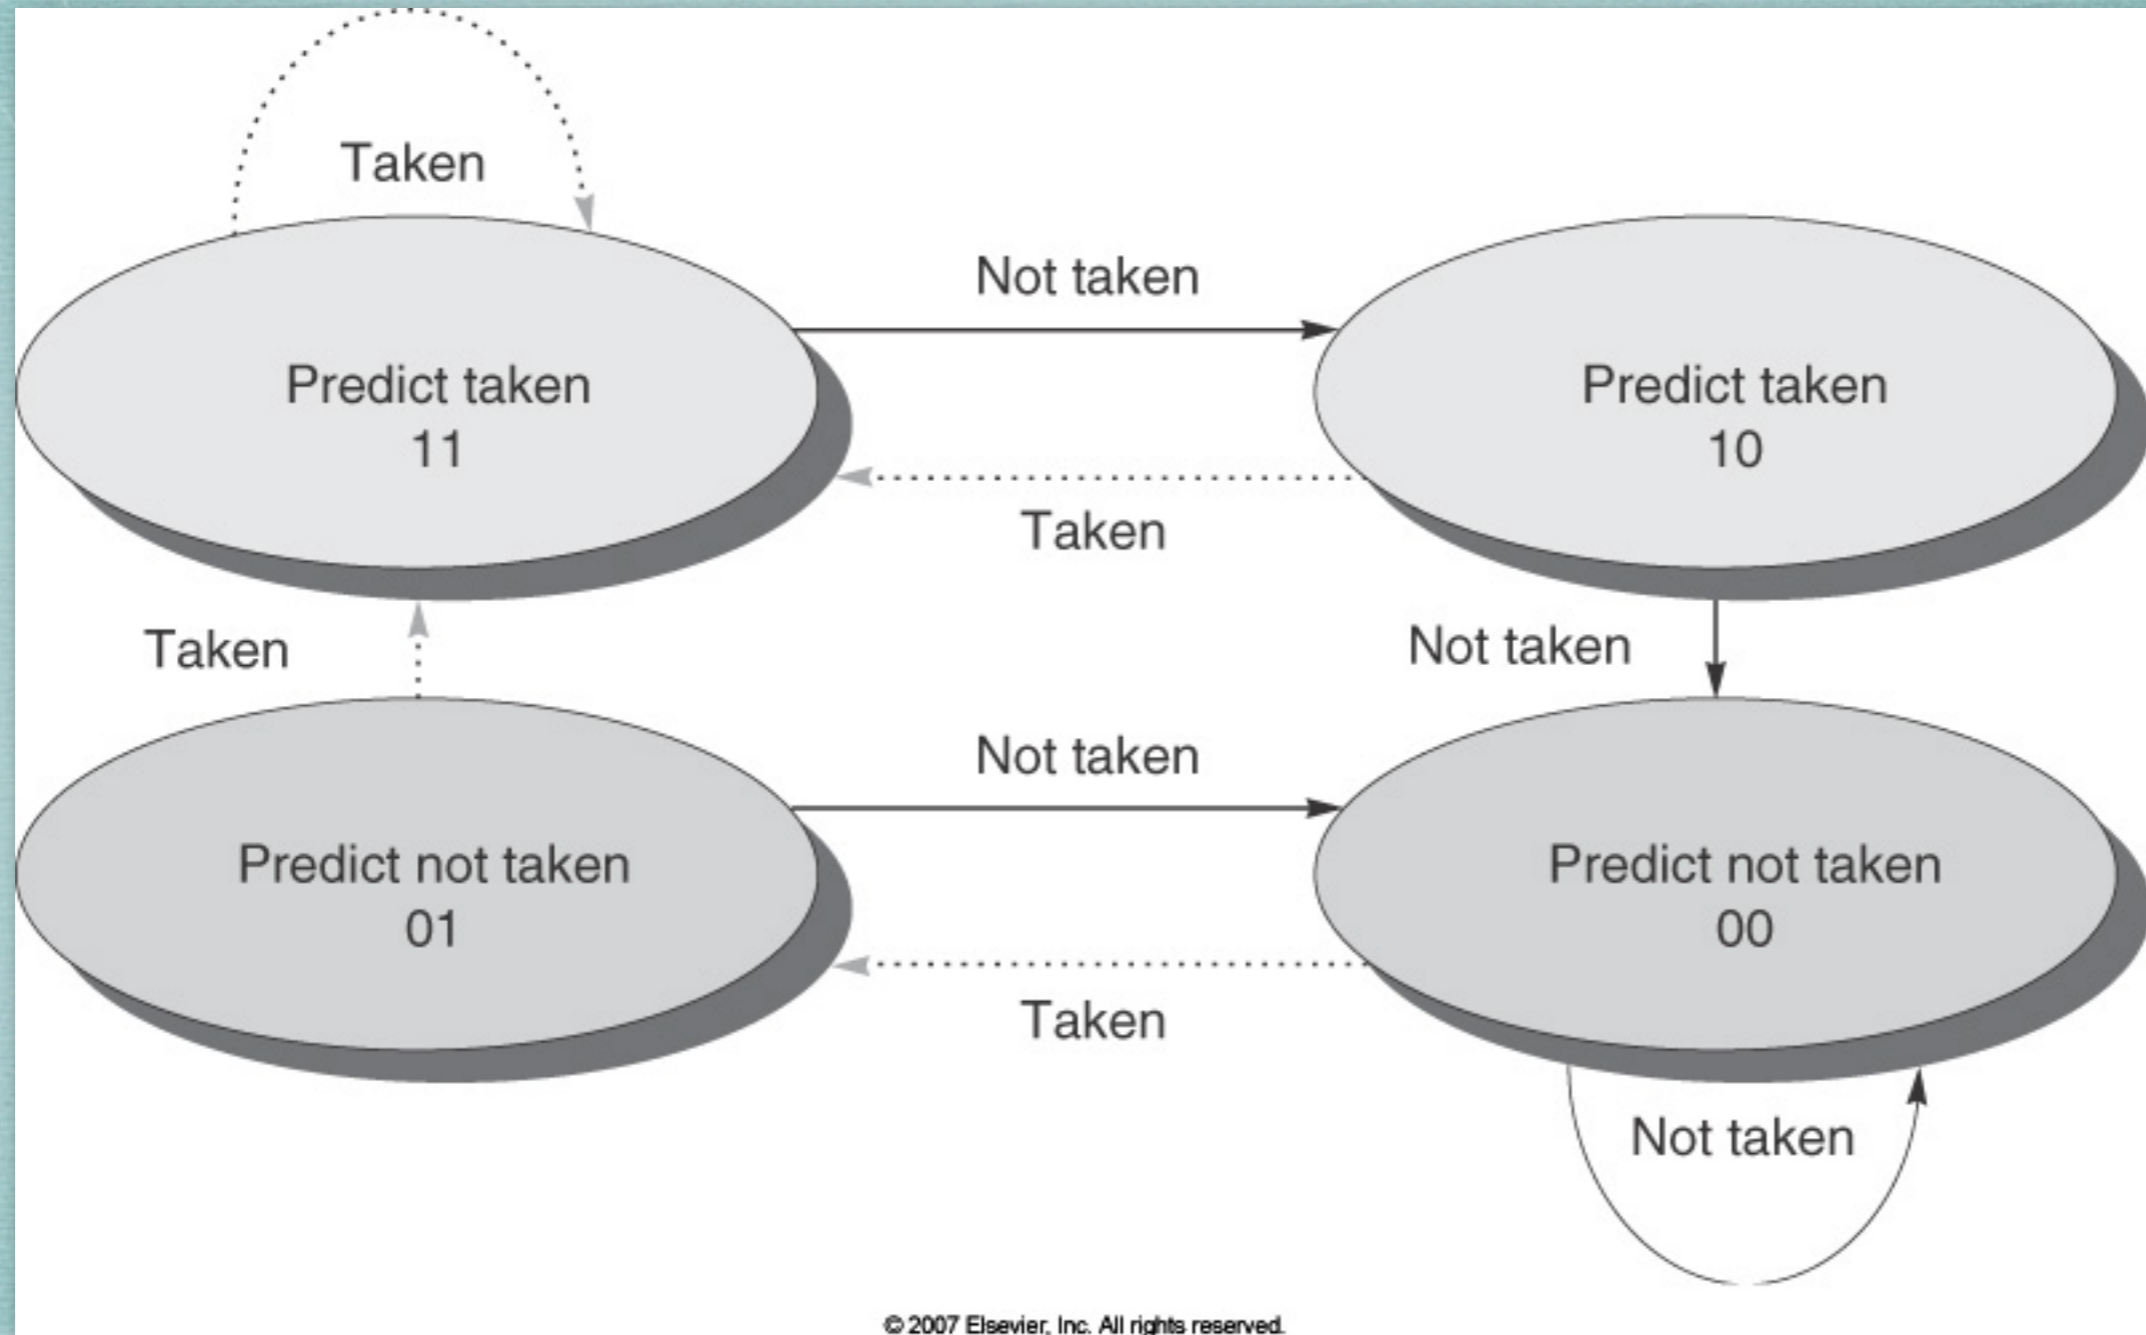 Taken
Not taken
Predict taken
11
Predict taken
10
Taken
Taken
Not taken
Not taken
Predict not taken
01
Predict not taken
00
Taken
Not taken
© 2007 Elsevier, Inc. All rights reserved.